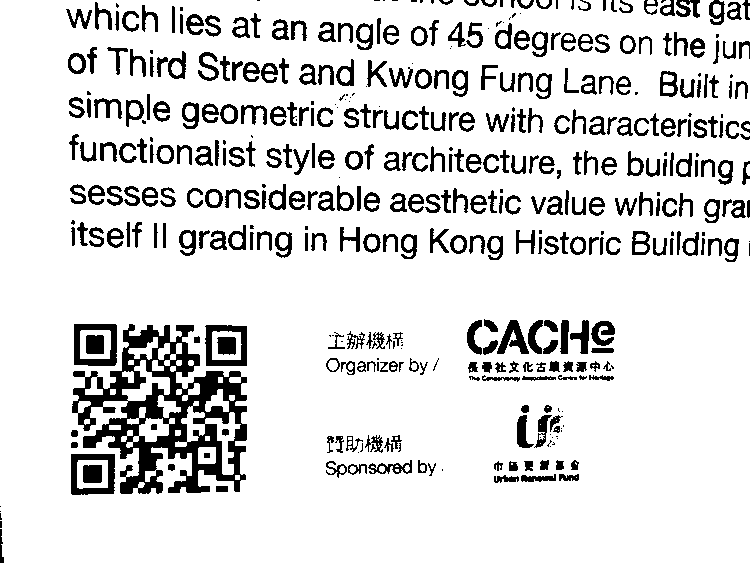 school is its east gat
which lies at an angle of 45 degrees on the jun
of Third Street and Kwong Fung Lane. Built in
simple geometric structure with characteristics
functionalist style of architecture, the building p
sesses considerable aesthetic value which gran
itself II grading in Hong Kong Historic Building
主辦機構
Organizer by /
CACHe
長春社文化古蹟資源中心
The Conservancy Association Centre for Heritage
贊助機構
Sponsored by
市區更新基金
Urban Renewal Fund